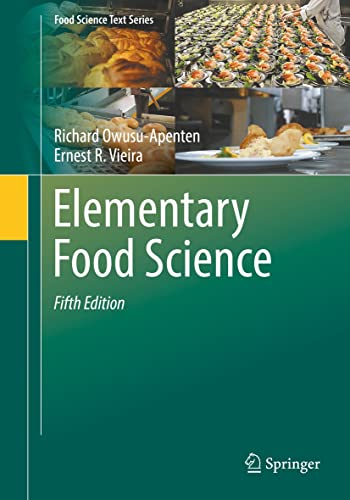 Food Science Text Series
Richard Owusu-Apenten
Ernest R. Vieira
Elementary
Food Science
Fifth Edition
Springer